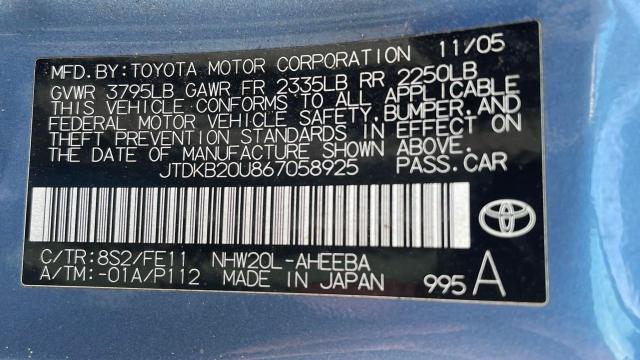 MFD. BY: TOYOTA MOTOR CORPORATION 11/05
GVWR 3795LB GAWR FR 2335LB RR 2250LB
THIS VEHICLE CONFORMS TO ALL APPLICABLE
FEDERAL MOTOR VEHICLE SAFETY, BUMPER, AND
THEFT PREVENTION STANDARDS IN EFFECT ON
THE DATE OF MANUFACTURE SHOWN ABOVE.
JTDKB20U867058925 PASS. CAR
C/TR: 8S2/FE11 NHW20L-AHEEBA
A/TM: -01A/P112 MADE IN JAPAN 995 A